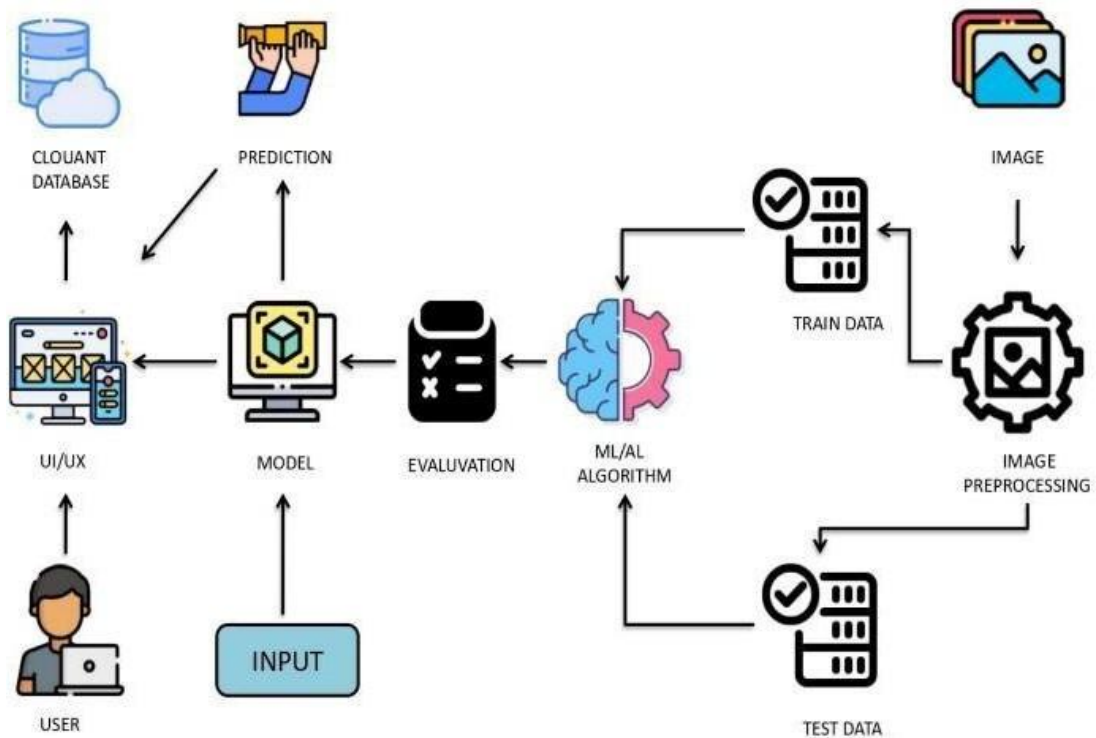 CLOUANT
DATABASE
PREDICTION
IMAGE
TRAIN DATA
UI/UX
MODEL
EVALUVATION
ML/AL
ALGORITHM
IMAGE
PREPROCESSING
INPUT
USER
TEST DATA